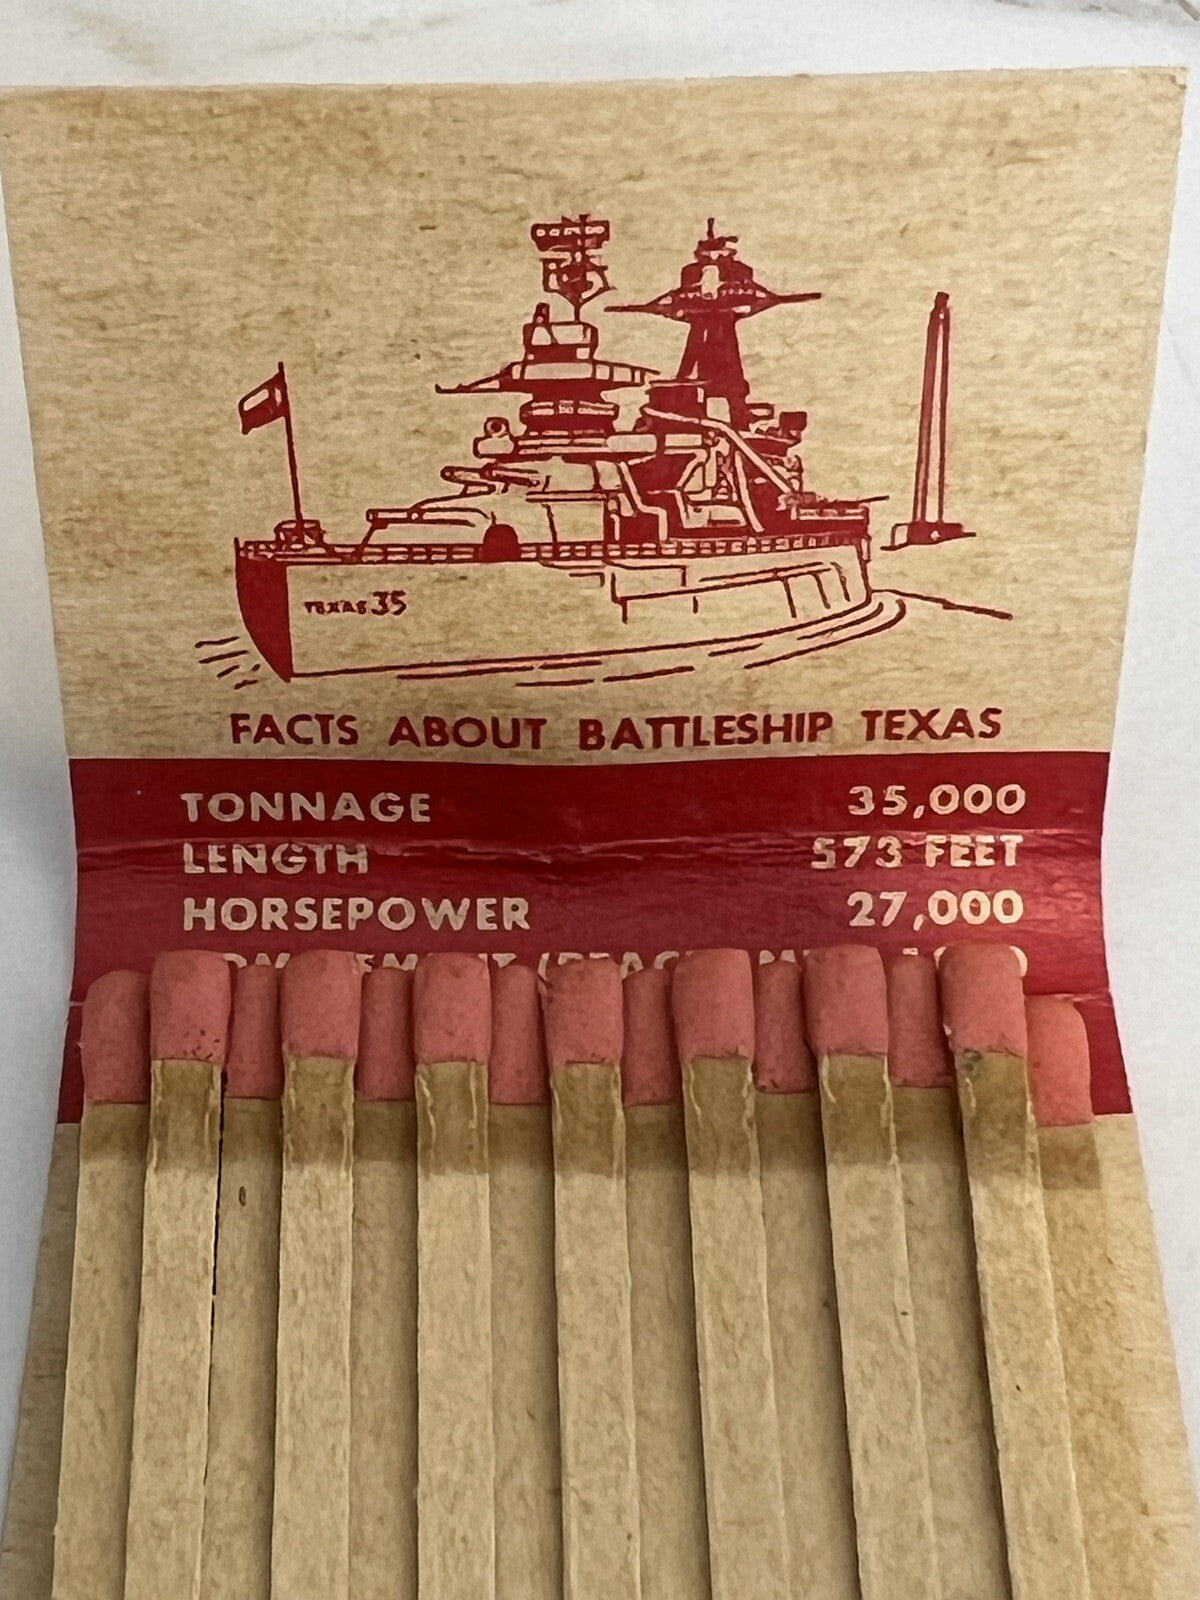 TEXAS 35
FACTS ABOUT BATTLESHIP TEXAS
TONNAGE 35,000
LENGTH 573 FEET
HORSEPOWER 27,000